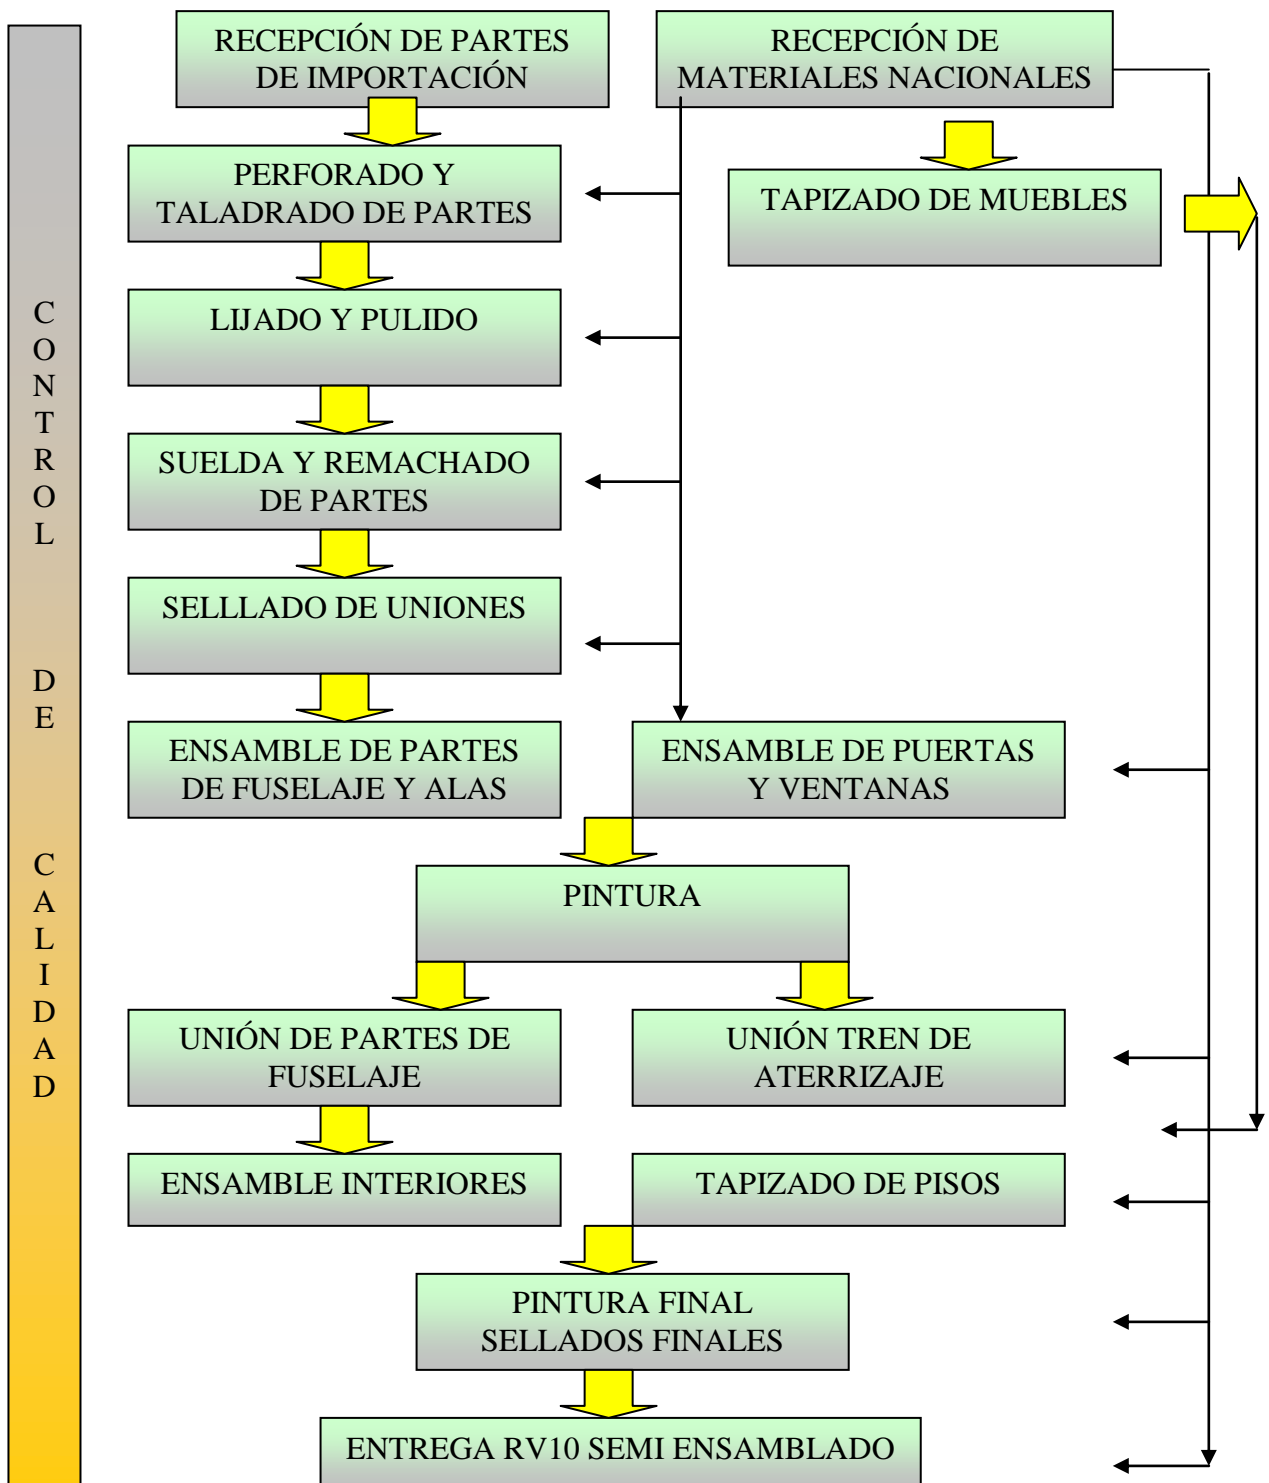 RECEPCIÓN DE PARTES
DE IMPORTACIÓN
RECEPCIÓN DE
MATERIALES NACIONALES
PERFORADO Y
TALADRADO DE PARTES
TAPIZADO DE MUEBLES
LIJADO Y PULIDO
SUELDA Y REMACHADO
DE PARTES
SELLLADO DE UNIONES
ENSAMBLE DE PARTES
DE FUSELAJE Y ALAS
ENSAMBLE DE PUERTAS
Y VENTANAS
PINTURA
UNIÓN DE PARTES DE
FUSELAJE
UNIÓN TREN DE
ATERRIZAJE
ENSAMBLE INTERIORES
TAPIZADO DE PISOS
PINTURA FINAL
SELLADOS FINALES
ENTREGA RV10 SEMI ENSAMBLADO
CONTROL
DE
CALIDAD